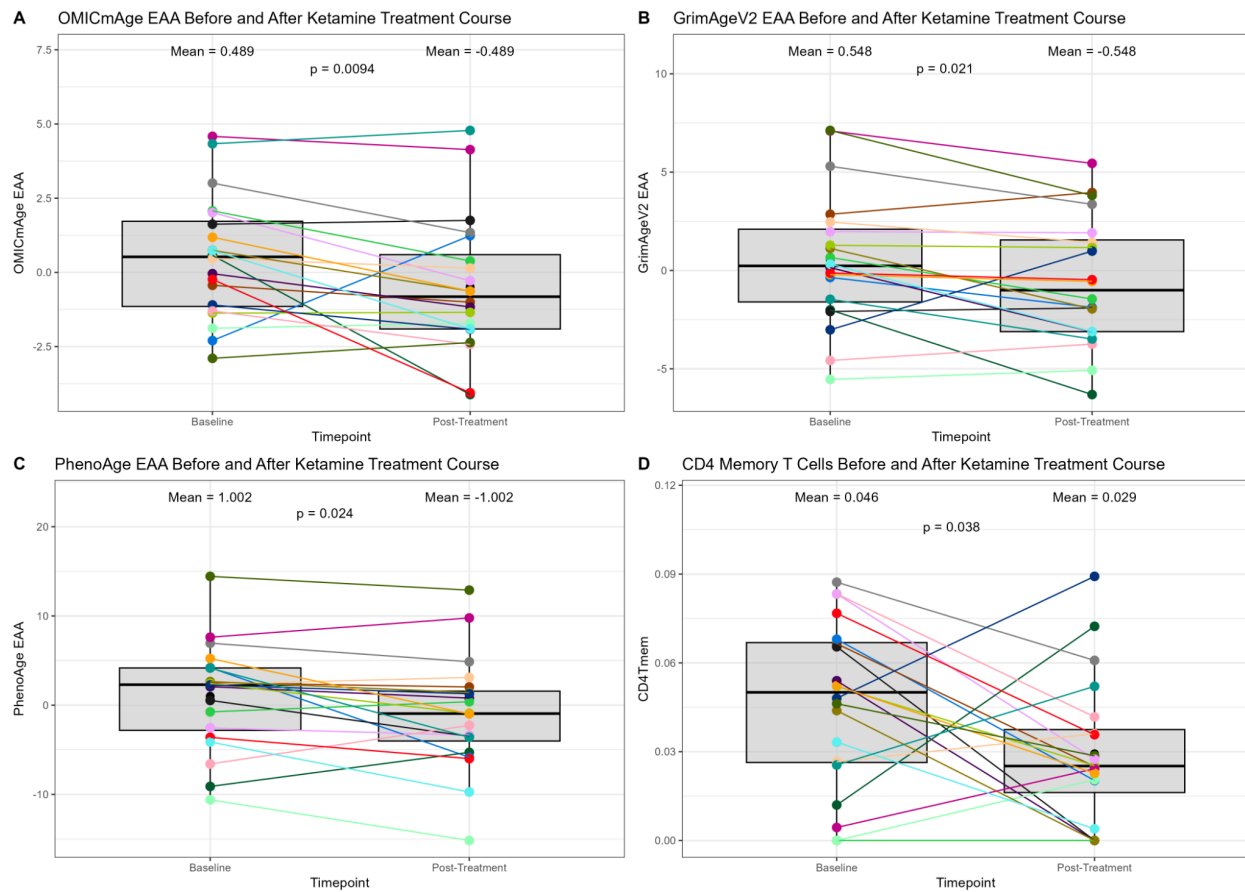 A
OMICmAge EAA Before and After Ketamine Treatment Course
Mean = 0.489
Mean = -0.489
p = 0.0094
7.5
5.0
2.5
0.0
-2.5
OMICmAge EAA
Baseline
Post-Treatment
Timepoint
B
GrimAgeV2 EAA Before and After Ketamine Treatment Course
Mean = 0.548
Mean = -0.548
p = 0.021
10
5
0
-5
GrimAgeV2 EAA
Baseline
Post-Treatment
Timepoint
C
PhenoAge EAA Before and After Ketamine Treatment Course
Mean = 1.002
Mean = -1.002
p = 0.024
20
10
0
-10
PhenoAge EAA
Baseline
Post-Treatment
Timepoint
D
CD4 Memory T Cells Before and After Ketamine Treatment Course
Mean = 0.046
Mean = 0.029
p = 0.038
0.12
0.09
0.06
0.03
0.00
CD4Tmem
Baseline
Post-Treatment
Timepoint